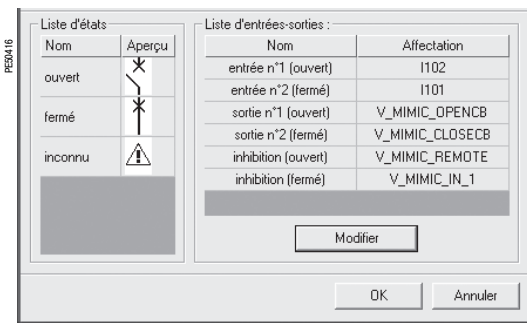 PE50416
Liste d'états
Nom Aperçu
ouvert
fermé
inconnu
Liste d'entrées-sorties :
Nom Affectation
entrée n°1 (ouvert) I102
entrée n°2 (fermé) I101
sortie n°1 (ouvert) V_MIMIC_OPENCB
sortie n°2 (fermé) V_MIMIC_CLOSECB
inhibition (ouvert) V_MIMIC_REMOTE
inhibition (fermé) V_MIMIC_IN_1
Modifier
OK Annuler